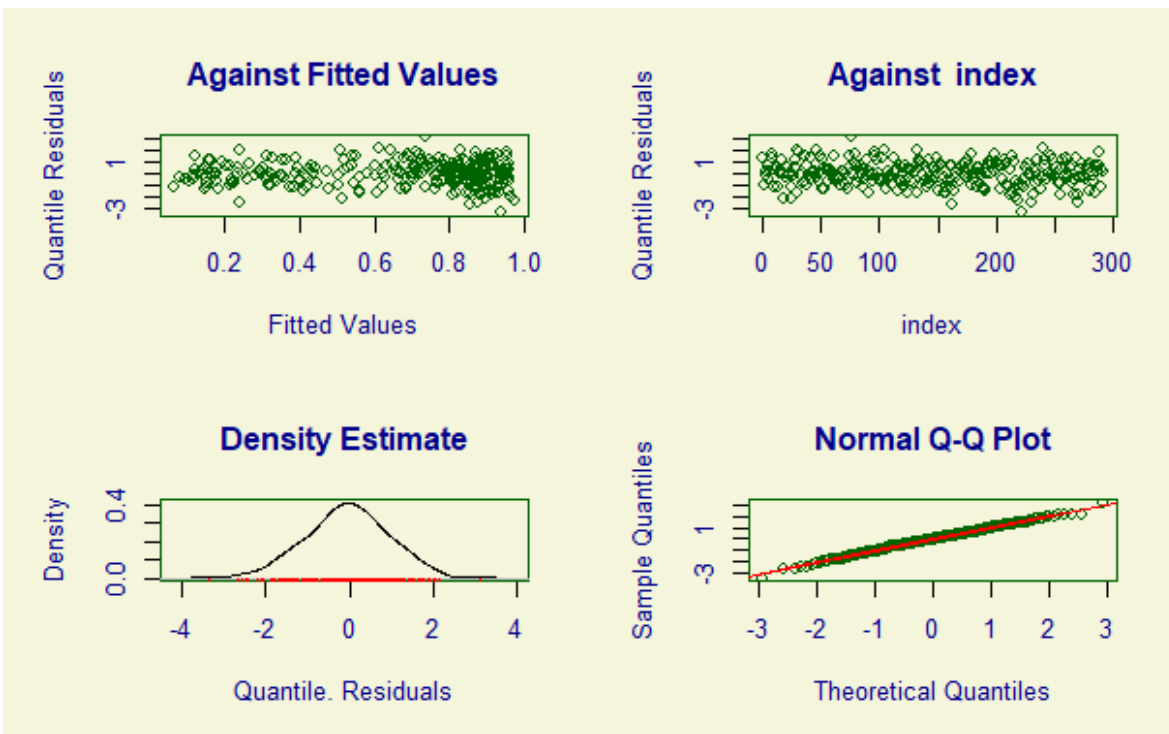 Against Fitted Values
Quantile Residuals
-3 1
0.2 0.4 0.6 0.8 1.0
Fitted Values
Against index
Quantile Residuals
-3 1
0 50 100 200 300
index
Density Estimate
Density
0.0 0.4
-4 -2 0 2 4
Quantile. Residuals
Normal Q-Q Plot
Sample Quantiles
-3 1
-3 -2 -1 0 1 2 3
Theoretical Quantiles